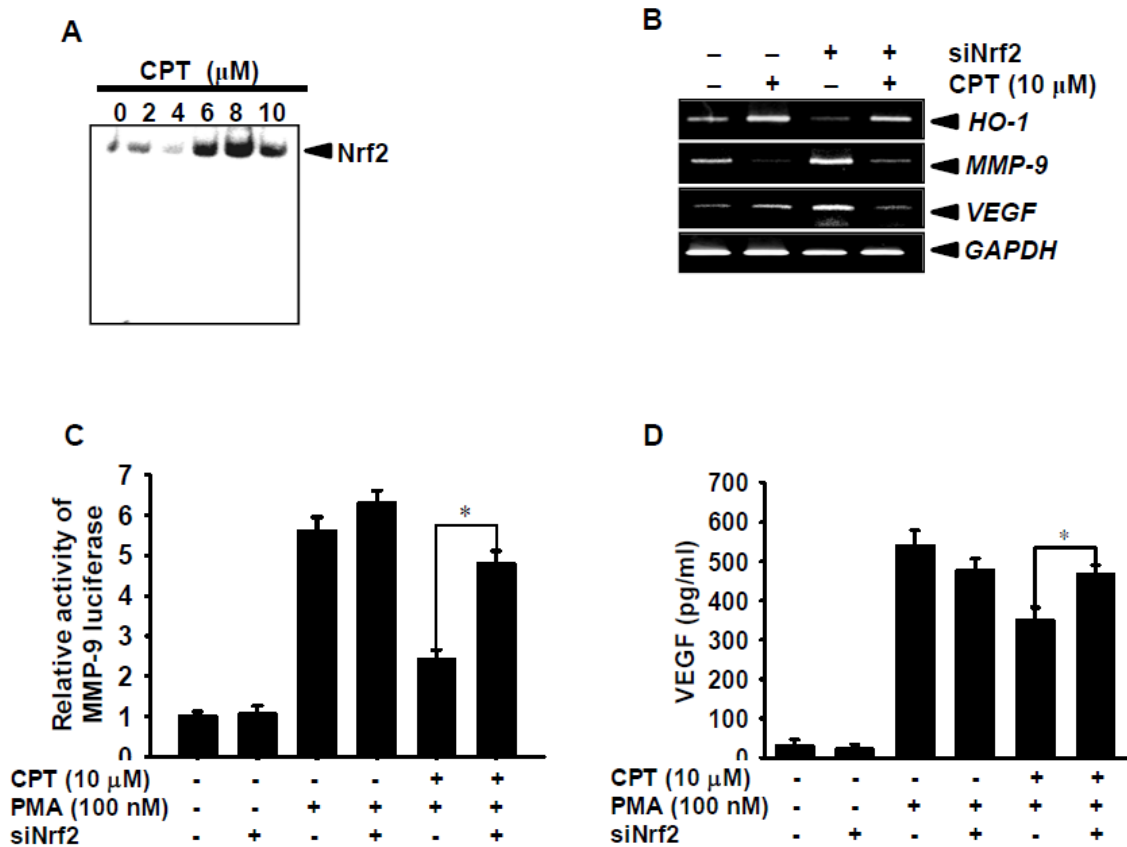 A
CPT (μM)
0 2 4 6 8 10
Nrf2
B
– – + + siNrf2
– + – + CPT (10 μM)
HO-1
MMP-9
VEGF
GAPDH
C
Relative activity of
MMP-9 luciferase
7
6
5
4
3
2
1
0
*
CPT (10 μM) - - - - + +
PMA (100 nM) - - + + + +
siNrf2 - + - + - +
D
VEGF (pg/ml)
700
600
500
400
300
200
100
0
*
CPT (10 μM) - - - - + +
PMA (100 nM) - - + + + +
siNrf2 - + - + - +